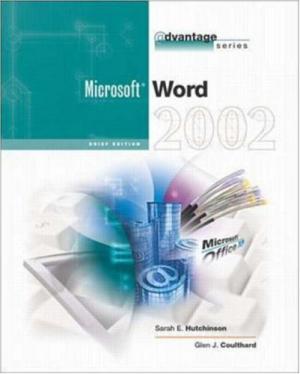 @dvantage
series
Microsoft® Word
2002
BRIEF EDITION
Microsoft
Office
Sarah E. Hutchinson
Glen J. Coulthard